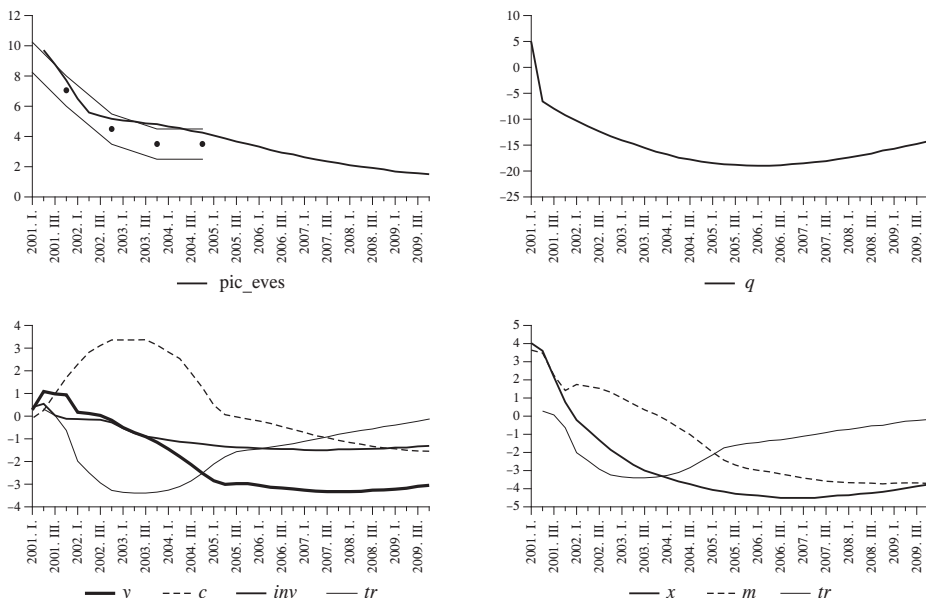 12
10
8
6
4
2
0
2001. I.
2001. III.
2002. I.
2002. III.
2003. I.
2003. III.
2004. I.
2004. III.
2005. I.
2005. III.
2006. I.
2006. III.
2007. I.
2007. III.
2008. I.
2008. III.
2009. I.
2009. III.
pic_eves
10
5
0
-5
-10
-15
-20
-25
2001. I.
2001. III.
2002. I.
2002. III.
2003. I.
2003. III.
2004. I.
2004. III.
2005. I.
2005. III.
2006. I.
2006. III.
2007. I.
2007. III.
2008. I.
2008. III.
2009. I.
2009. III.
q
4
3
2
1
0
-1
-2
-3
-4
2001. I.
2001. III.
2002. I.
2002. III.
2003. I.
2003. III.
2004. I.
2004. III.
2005. I.
2005. III.
2006. I.
2006. III.
2007. I.
2007. III.
2008. I.
2008. III.
2009. I.
2009. III.
y c inv tr
5
4
3
2
1
0
-1
-2
-3
-4
-5
2001. I.
2001. III.
2002. I.
2002. III.
2003. I.
2003. III.
2004. I.
2004. III.
2005. I.
2005. III.
2006. I.
2006. III.
2007. I.
2007. III.
2008. I.
2008. III.
2009. I.
2009. III.
x m tr